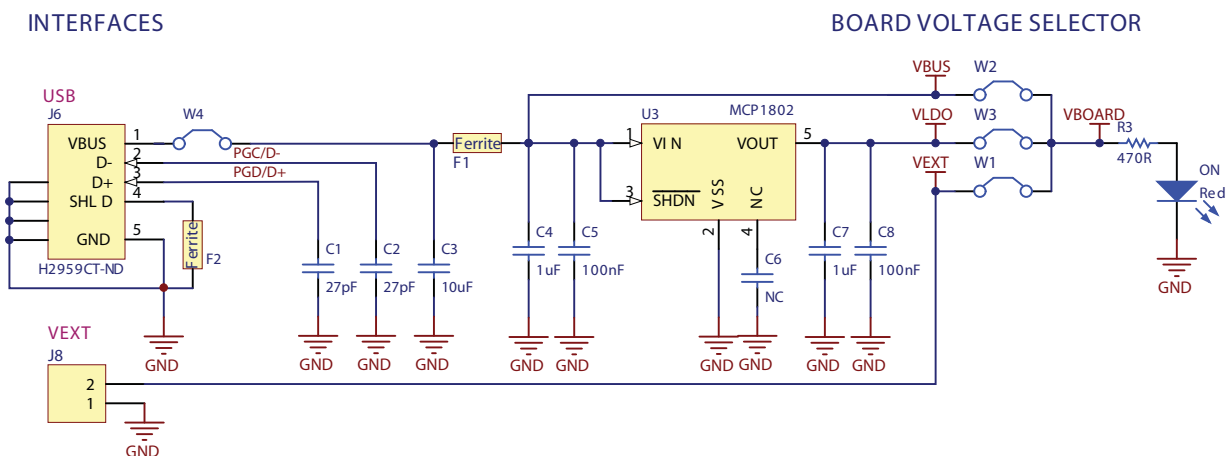 INTERFACES
BOARD VOLTAGE SELECTOR
USB
J6
VBUS
D-
D+
SHL D
GND
1
2
3
4
5
H2959CT-ND
W4
PGC/D-
PGD/D+
Ferrite
F2
Ferrite
F1
C1
27pF
C2
27pF
C3
10uF
C4
1uF
C5
100nF
U3
MCP1802
1
VI N
VOUT
5
3
SHDN
VSS
NC
2
4
C6
NC
C7
1uF
C8
100nF
VBUS
W2
VLDO
W3
VEXT
W1
VBOARD
R3
470R
ON
Red
GND
GND
GND
GND
GND
GND
GND
GND
GND
GND
GND
VEXT
J8
2
1
GND